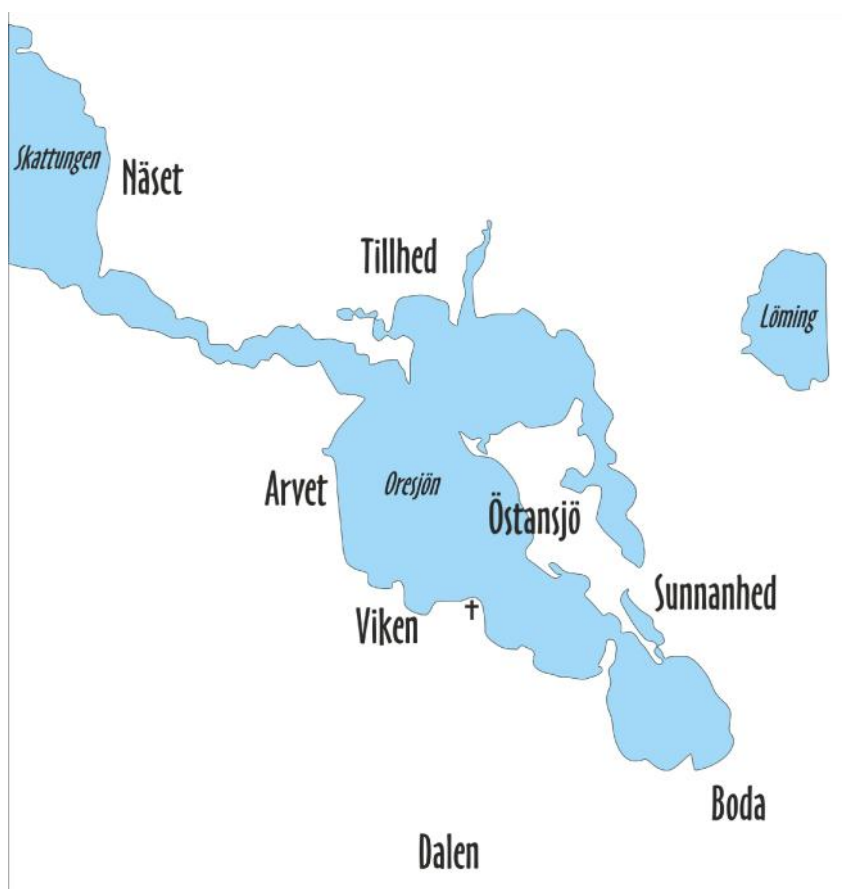 Skattungen
Näset
Tillhed
Löming
Arvet
Oresjön
Östansjö
Sunnanhed
Viken
Boda
Dalen